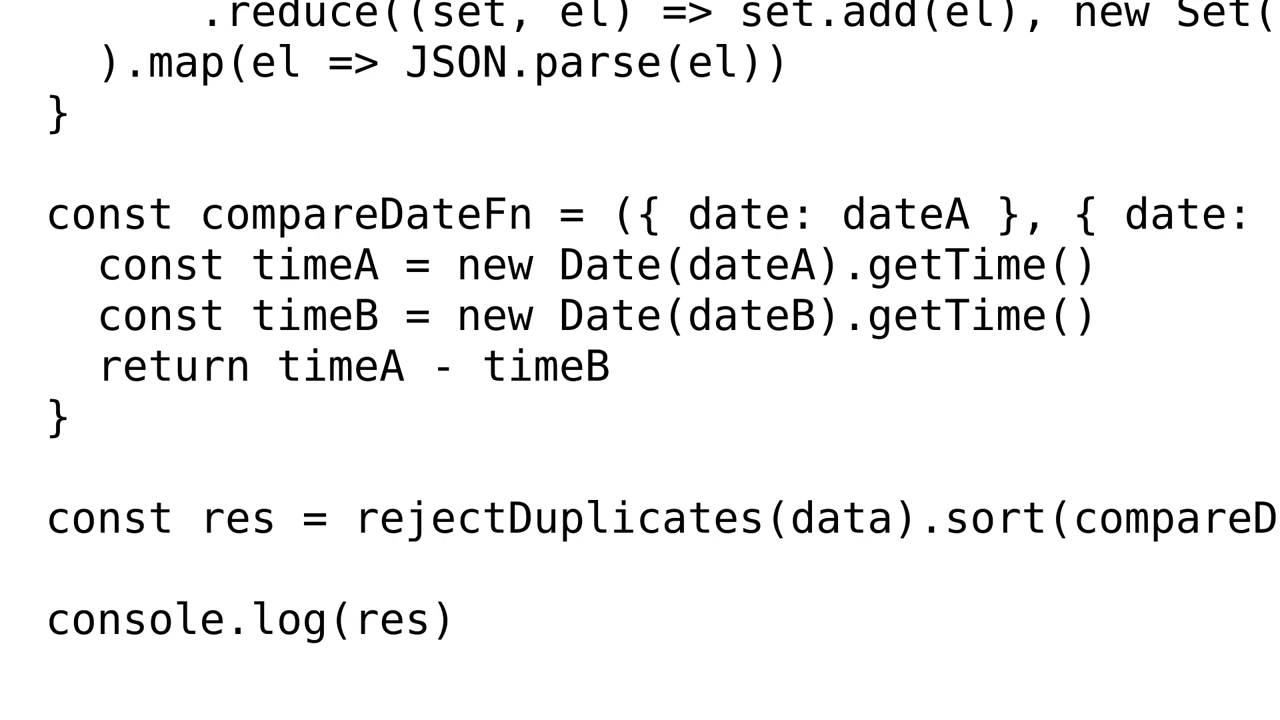 .reduce((set, el) => set.add(el), new Set(
).map(el => JSON.parse(el))
}
const compareDateFn = ({ date: dateA }, { date:
const timeA = new Date(dateA).getTime()
const timeB = new Date(dateB).getTime()
return timeA - timeB
}
const res = rejectDuplicates(data).sort(compareD
console.log(res)